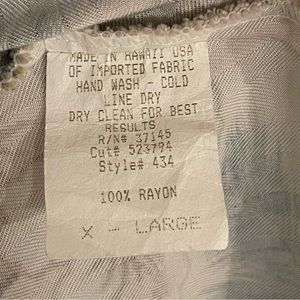 MADE IN HAWAII USA
OF IMPORTED FABRIC
HAND WASH - COLD
LINE DRY
DRY CLEAN FOR BEST
RESULTS
R/N# 37145
Cut# 523794
Style# 434
100% RAYON
X - LARGE